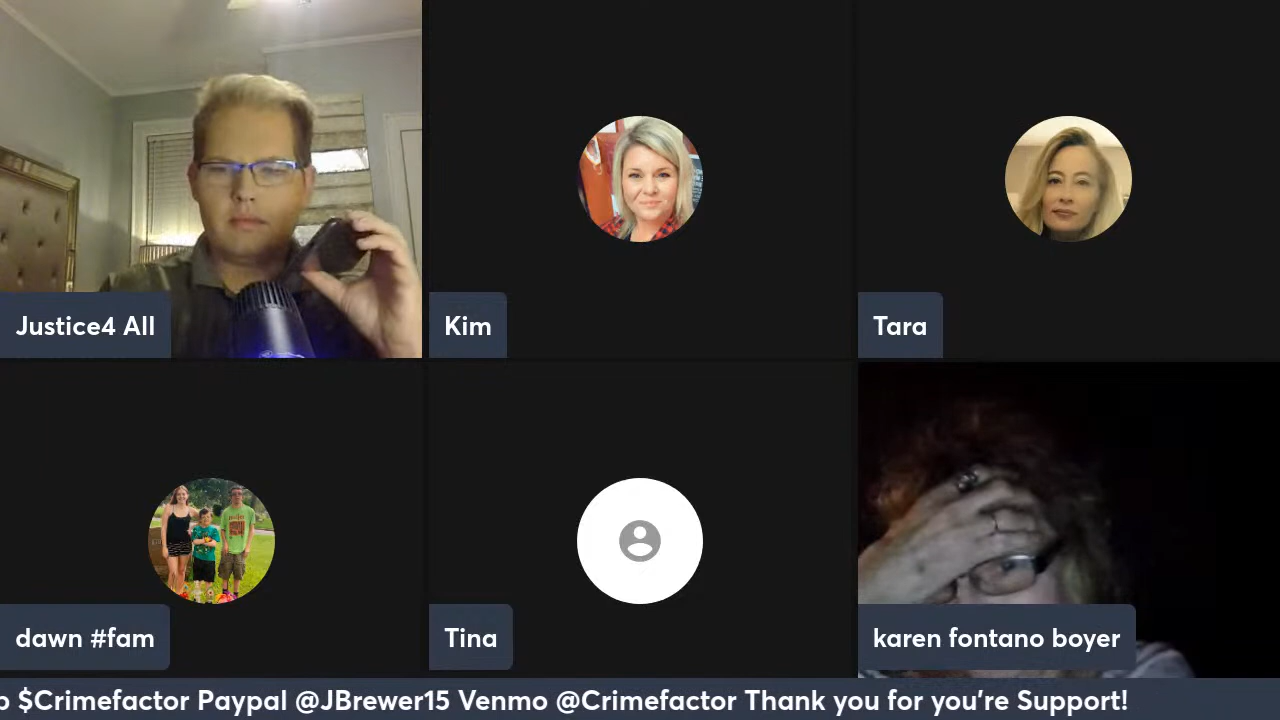 Justice4 All
Kim
Tara
dawn #fam
Tina
karen fontano boyer
$Crimefactor Paypal @JBrewer15 Venmo @Crimefactor Thank you for you're Support!